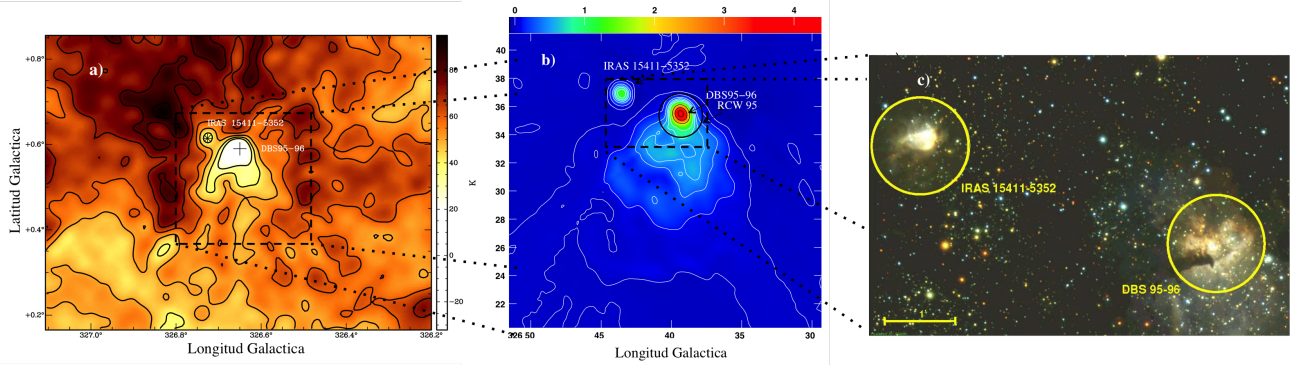 a)
IRAS 15411-5352
DBS95-96
+0.8°
+0.6°
+0.4°
+0.2°
327.0°
326.8°
326.6°
326.4°
326.2°
Latitud Galactica
Longitud Galactica
80
60
40
20
0
-20
-40
K
0 1 2 3 4
b)
IRAS 15411-5352
DBS95-96
RCW 95
40
38
36
34
32
30
28
26
24
22
326 50 45 40 35 30
Longitud Galactica
c)
IRAS 15411-5352
DBS 95-96